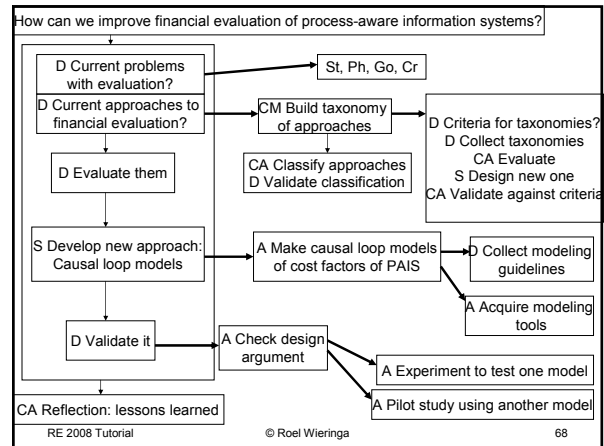 How can we improve financial evaluation of process-aware information systems?
D Current problems
with evaluation?
St, Ph, Go, Cr
D Current approaches to
financial evaluation?
CM Build taxonomy
of approaches
D Criteria for taxonomies?
D Collect taxonomies
CA Evaluate
S Design new one
CA Validate against criteria
CA Classify approaches
D Validate classification
D Evaluate them
S Develop new approach:
Causal loop models
A Make causal loop models
of cost factors of PAIS
D Collect modeling
guidelines
A Acquire modeling
tools
D Validate it
A Check design
argument
A Experiment to test one model
A Pilot study using another model
CA Reflection: lessons learned
RE 2008 Tutorial
© Roel Wieringa
68